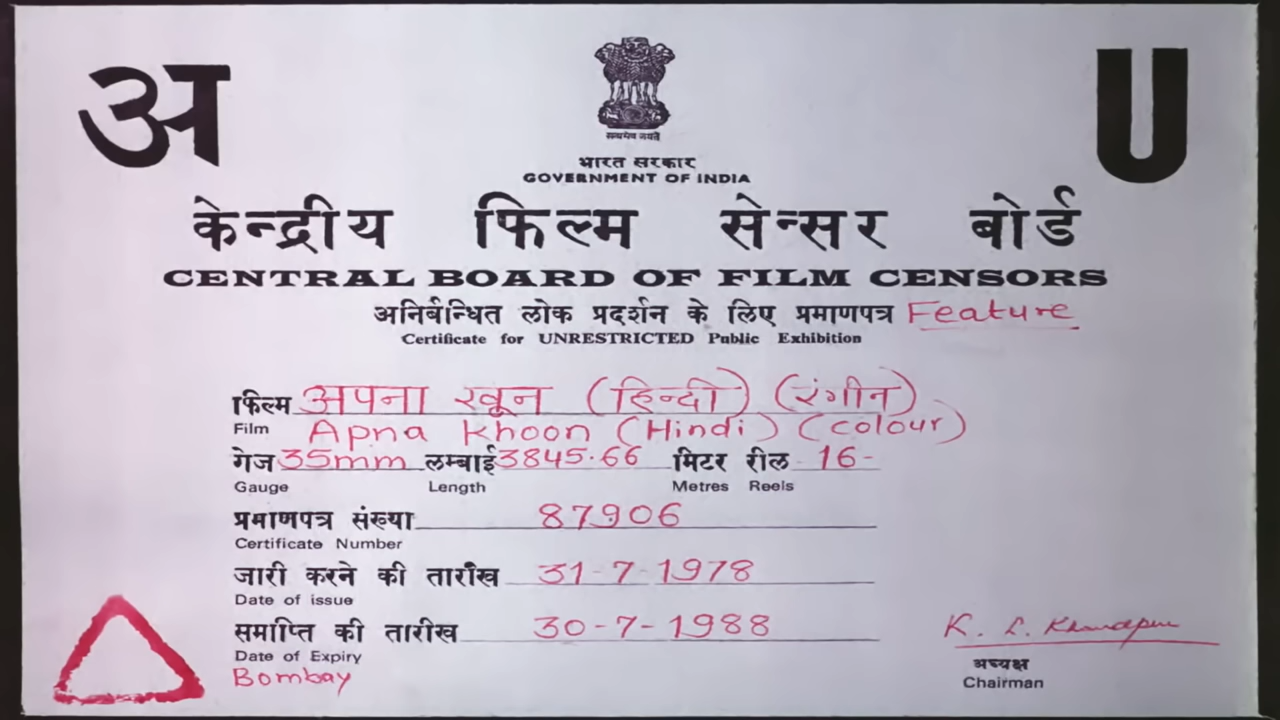 अ
U
सत्यमेव जयते
भारत सरकार
GOVERNMENT OF INDIA
केन्द्रीय फिल्म सेन्सर बोर्ड
CENTRAL BOARD OF FILM CENSORS
अनिर्बन्धित लोक प्रदर्शन के लिए प्रमाणपत्र Feature
Certificate for UNRESTRICTED Public Exhibition
फिल्म अपना खून (हिन्दी) (रंगीन)
Film Apna Khoon (Hindi) (colour)
गेज 35mm लम्बाई 3845.66 मिटर रील 16-
Gauge Length Metres Reels
प्रमाणपत्र संख्या 87906
Certificate Number
जारी करने की तारीख 31-7-1978
Date of issue
समाप्ति की तारीख 30-7-1988
Date of Expiry
Bombay
K. L.
अध्यक्ष
Chairman